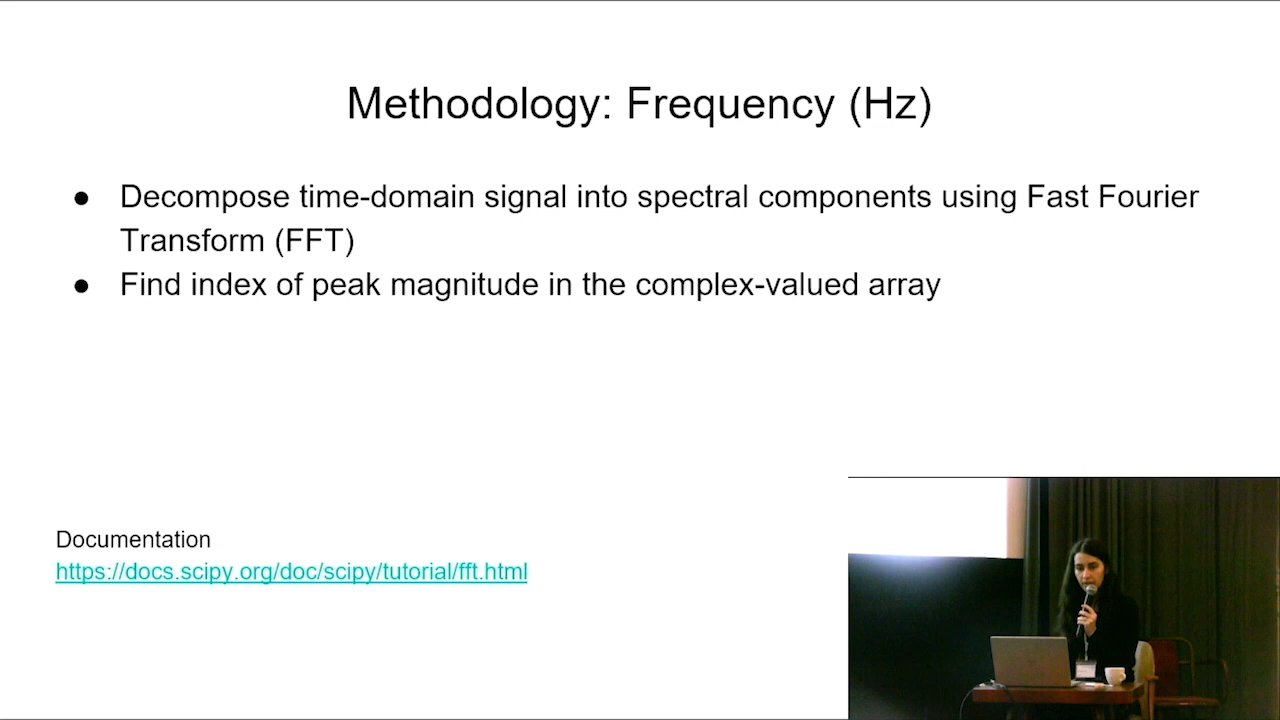 Methodology: Frequency (Hz)
● Decompose time-domain signal into spectral components using Fast Fourier
Transform (FFT)
● Find index of peak magnitude in the complex-valued array
Documentation
https://docs.scipy.org/doc/scipy/tutorial/fft.html